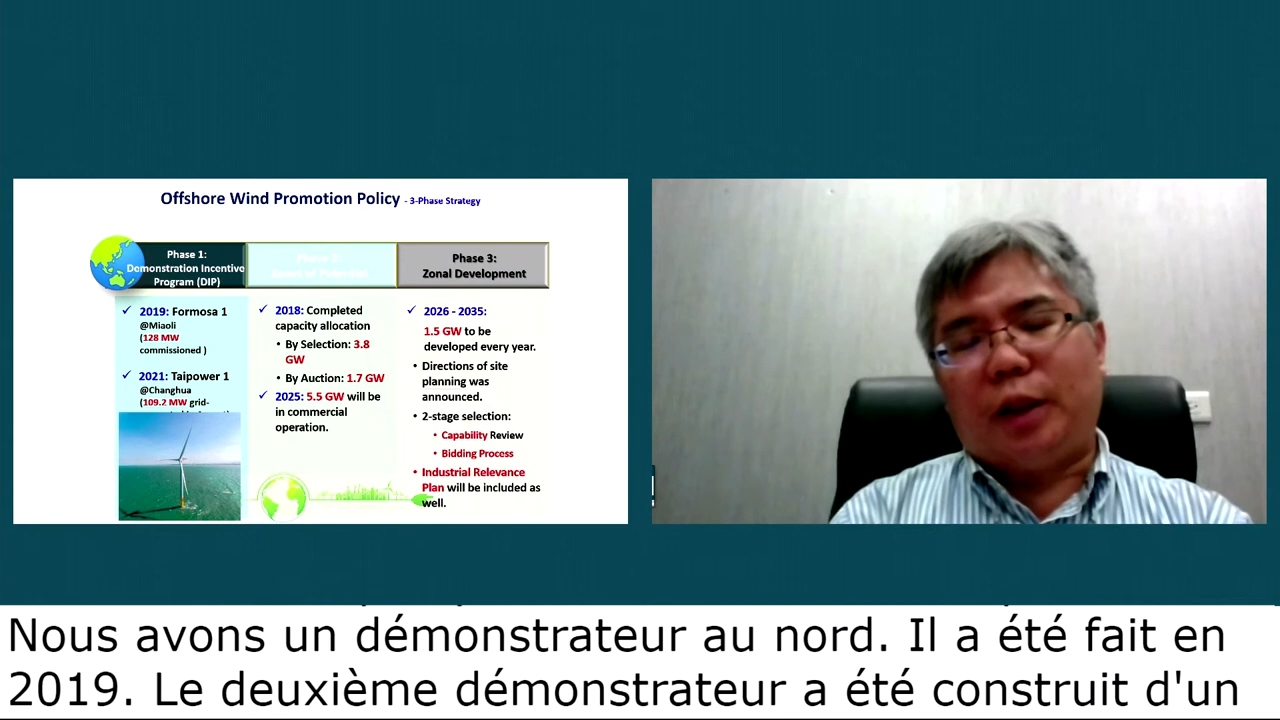 Offshore Wind Promotion Policy - 3-Phase Strategy
Phase 1:
Demonstration Incentive
Program (DIP)
✓ 2019: Formosa 1
@Miaoli
(128 MW
commissioned )
✓ 2021: Taipower 1
@Changhua
(109.2 MW grid-
Phase 2:
✓ 2018: Completed
capacity allocation
• By Selection: 3.8
GW
• By Auction: 1.7 GW
✓ 2025: 5.5 GW will be
in commercial
operation.
Phase 3:
Zonal Development
✓ 2026 - 2035:
1.5 GW to be
developed every year.
• Directions of site
planning was
announced.
• 2-stage selection:
• Capability Review
• Bidding Process
• Industrial Relevance
Plan will be included as
well.
Nous avons un démonstrateur au nord. Il a été fait en
2019. Le deuxième démonstrateur a été construit d'un